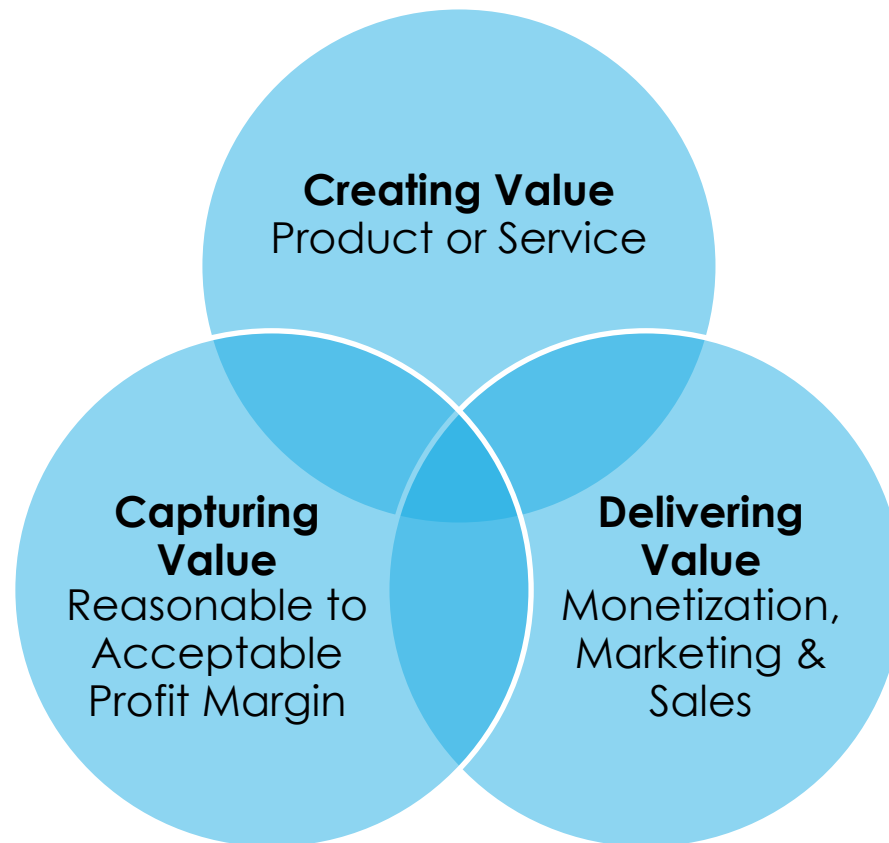 Creating Value
Product or Service
Capturing
Value
Reasonable to
Acceptable
Profit Margin
Delivering
Value
Monetization,
Marketing &
Sales